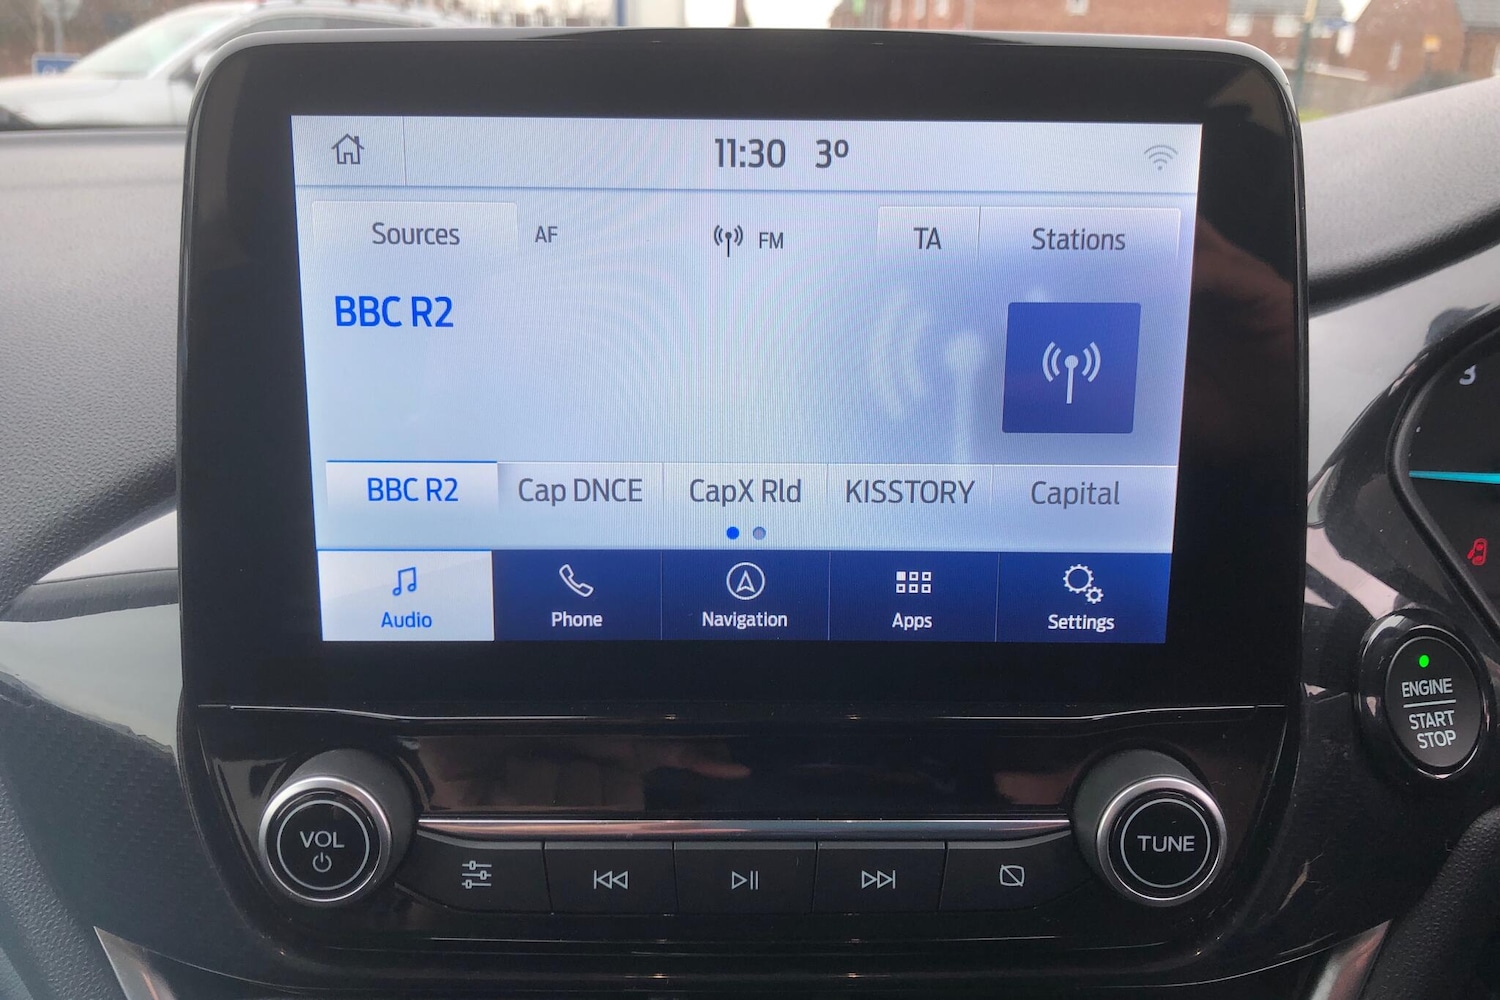 11:30 3º
Sources AF FM TA Stations
BBC R2
BBC R2 Cap DNCE CapX Rld KISSTORY Capital
Audio Phone Navigation Apps Settings
3
ENGINE
START
STOP
VOL
TUNE